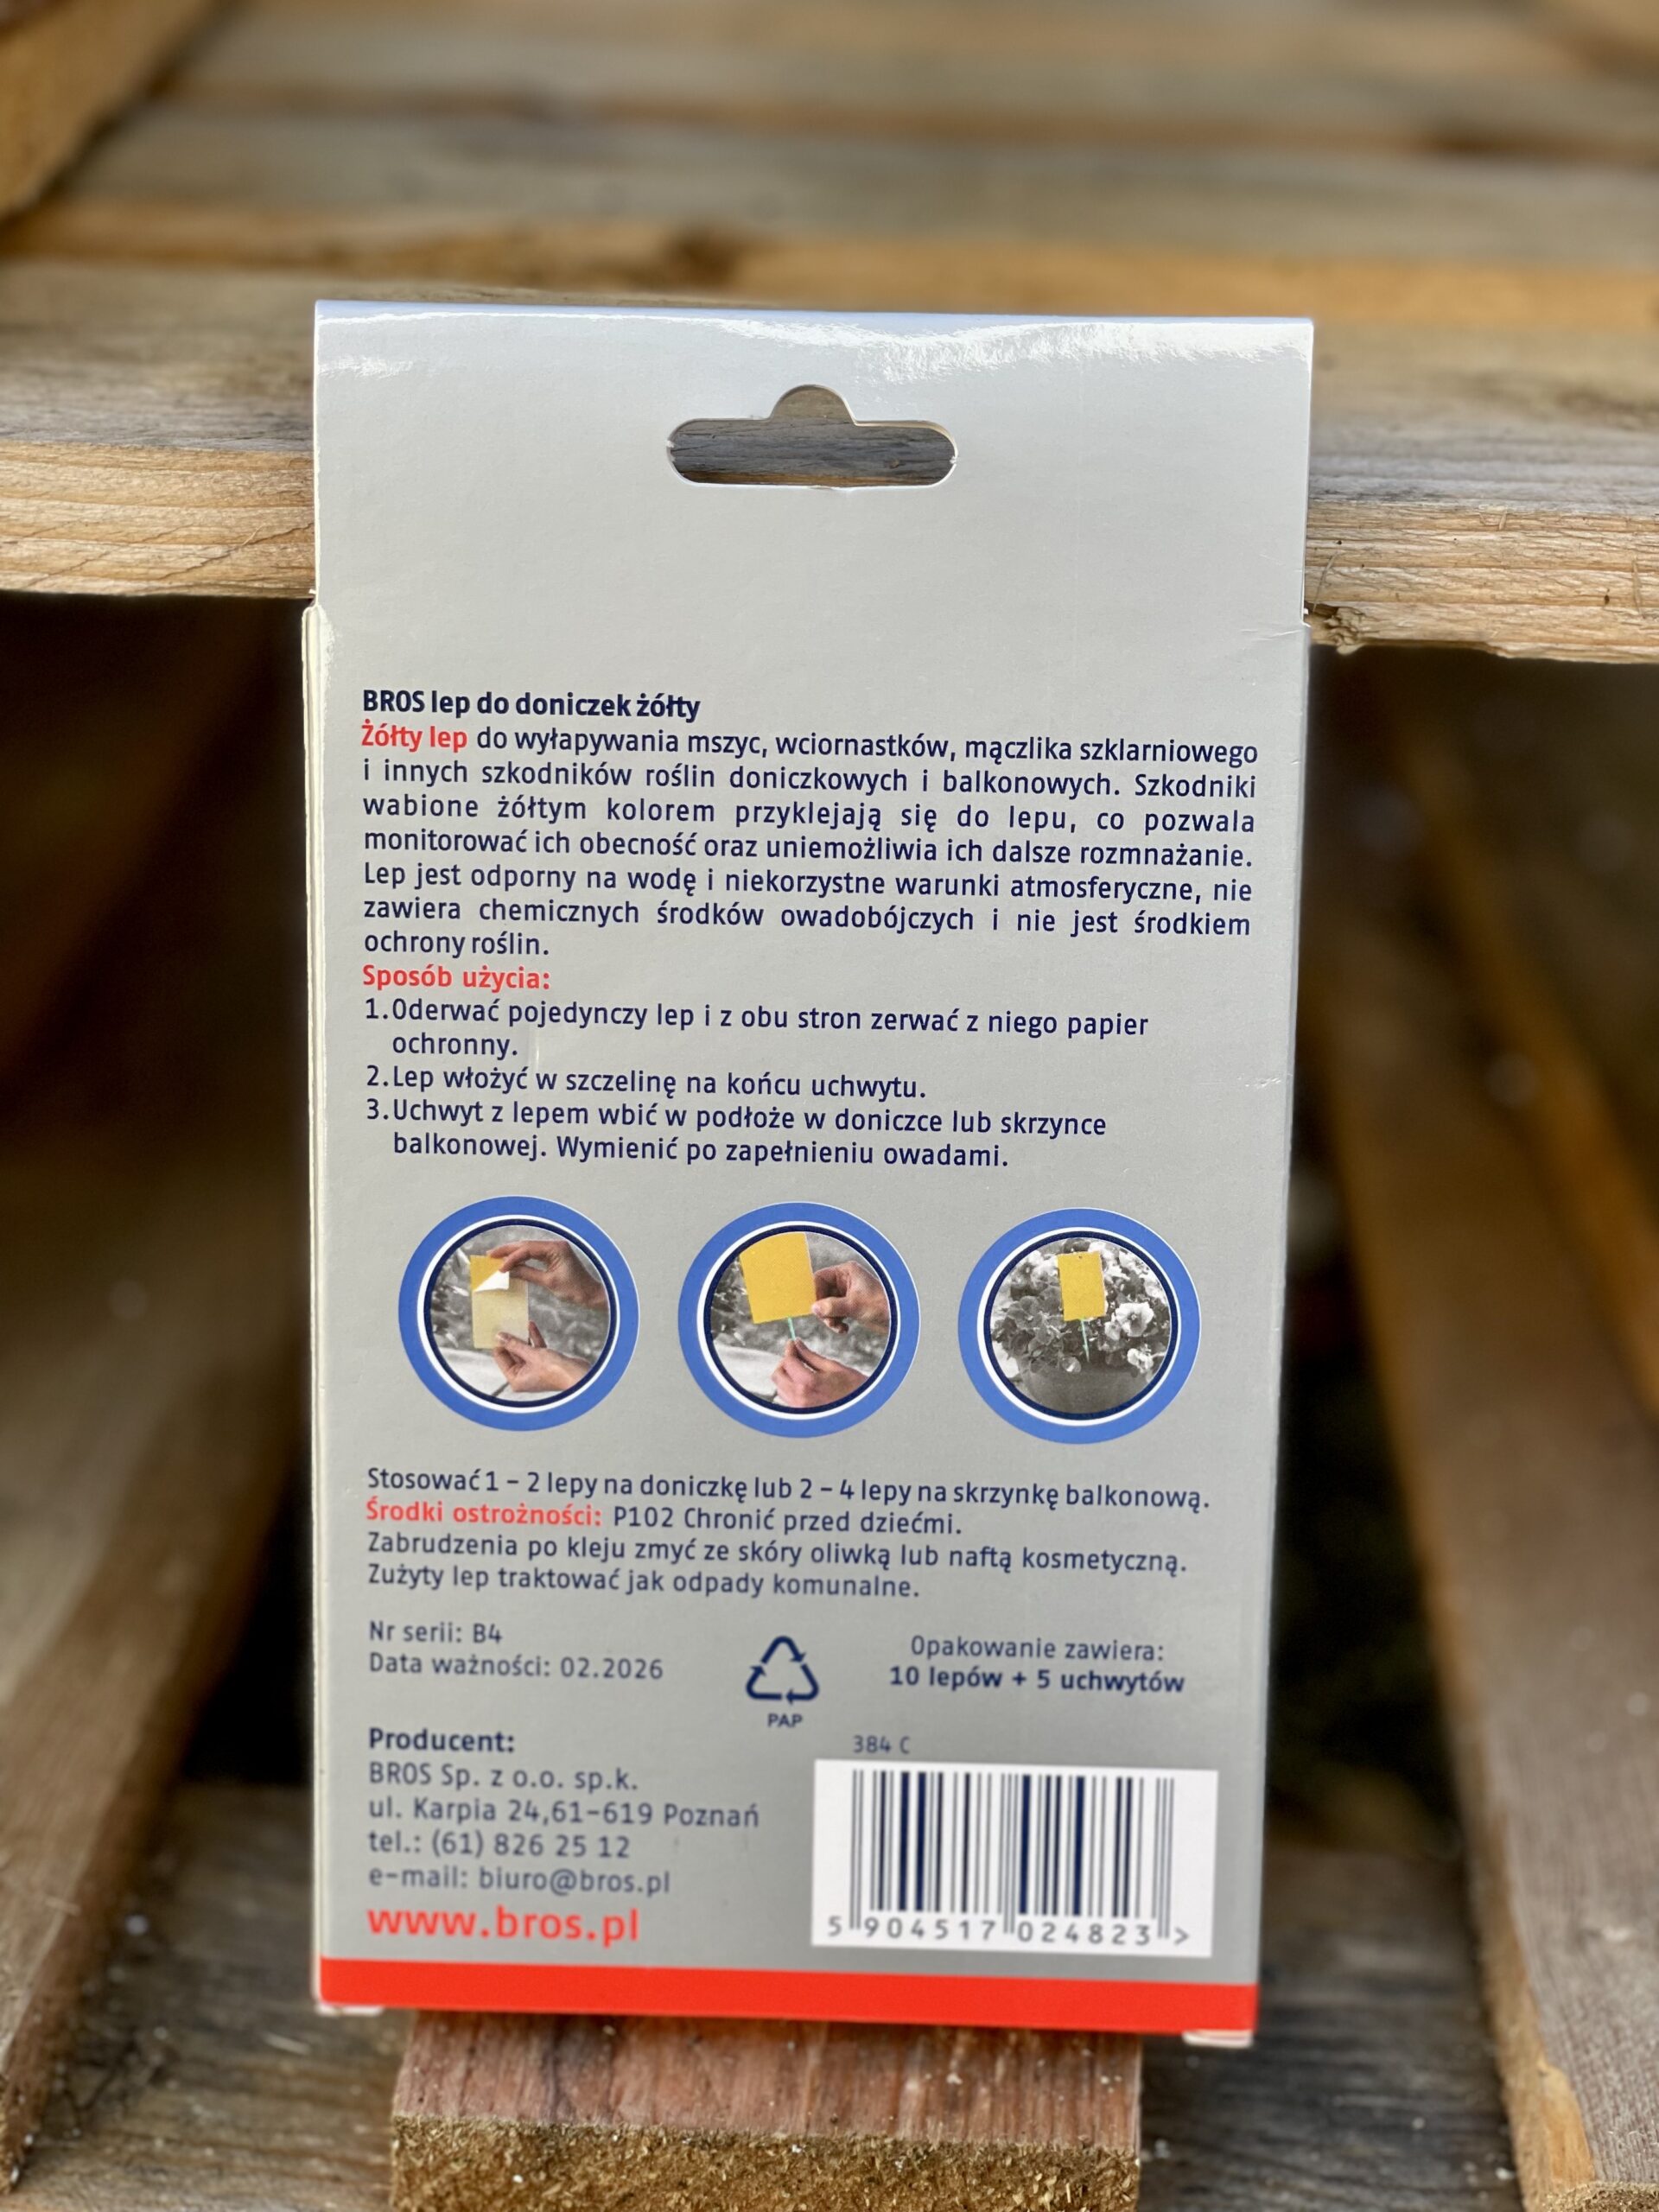 BROS lep do doniczek żółty
Żółty lep do wyłapywania mszyc, wciornastków, mączlika szklarniowego
i innych szkodników roślin doniczkowych i balkonowych. Szkodniki
wabione żółtym kolorem przyklejają się do lepu, co pozwala
monitorować ich obecność oraz uniemożliwia ich dalsze rozmnażanie.
Lep jest odporny na wodę i niekorzystne warunki atmosferyczne, nie
zawiera chemicznych środków owadobójczych i nie jest środkiem
ochrony roślin.
Sposób użycia:
1.Oderwać pojedynczy lep i z obu stron zerwać z niego papier
ochronny.
2.Lep włożyć w szczelinę na końcu uchwytu.
3.Uchwyt z lepem wbić w podłoże w doniczce lub skrzynce
balkonowej. Wymienić po zapełnieniu owadami.
Stosować 1 – 2 lepy na doniczkę lub 2 – 4 lepy na skrzynkę balkonową.
Środki ostrożności: P102 Chronić przed dziećmi.
Zabrudzenia po kleju zmyć ze skóry oliwką lub naftą kosmetyczną.
Zużyty lep traktować jak odpady komunalne.
Nr serii: B4
Data ważności: 02.2026
PAP
Opakowanie zawiera:
10 lepów + 5 uchwytów
Producent:
BROS Sp. z o.o. sp.k.
ul. Karpia 24,61-619 Poznań
tel.: (61) 826 25 12
e-mail: biuro@bros.pl
www.bros.pl
384 C
5 904517 024823 >